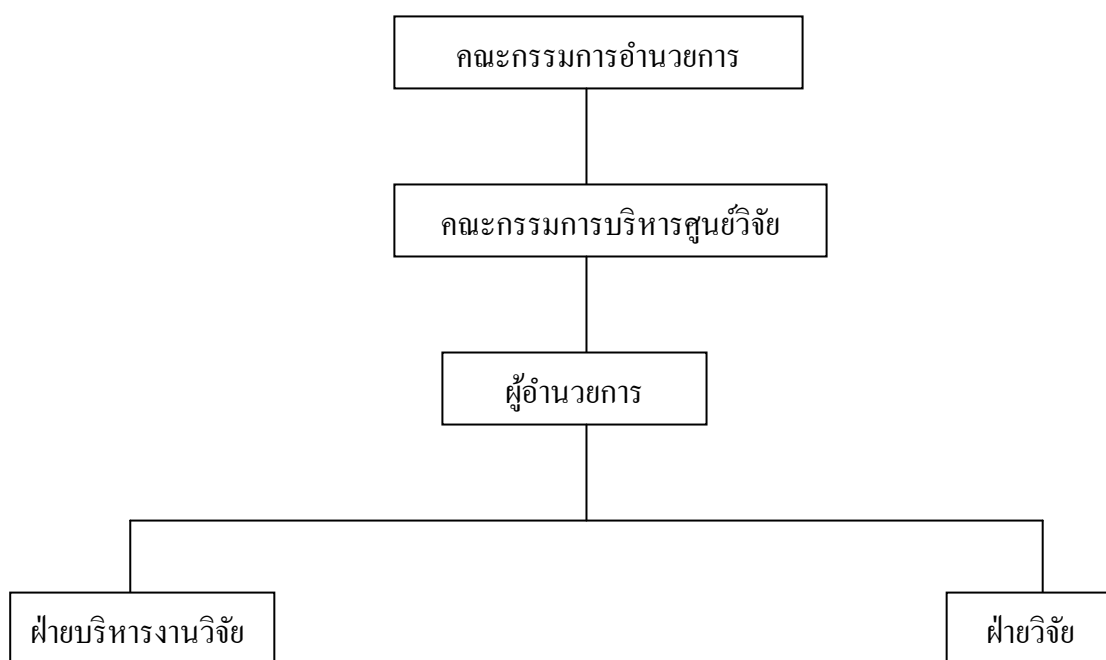 คณะกรรมการอำนวยการ
คณะกรรมการบริหารศูนย์วิจัย
ผู้อำนวยการ
ฝ่ายบริหารงานวิจัย
ฝ่ายวิจัย